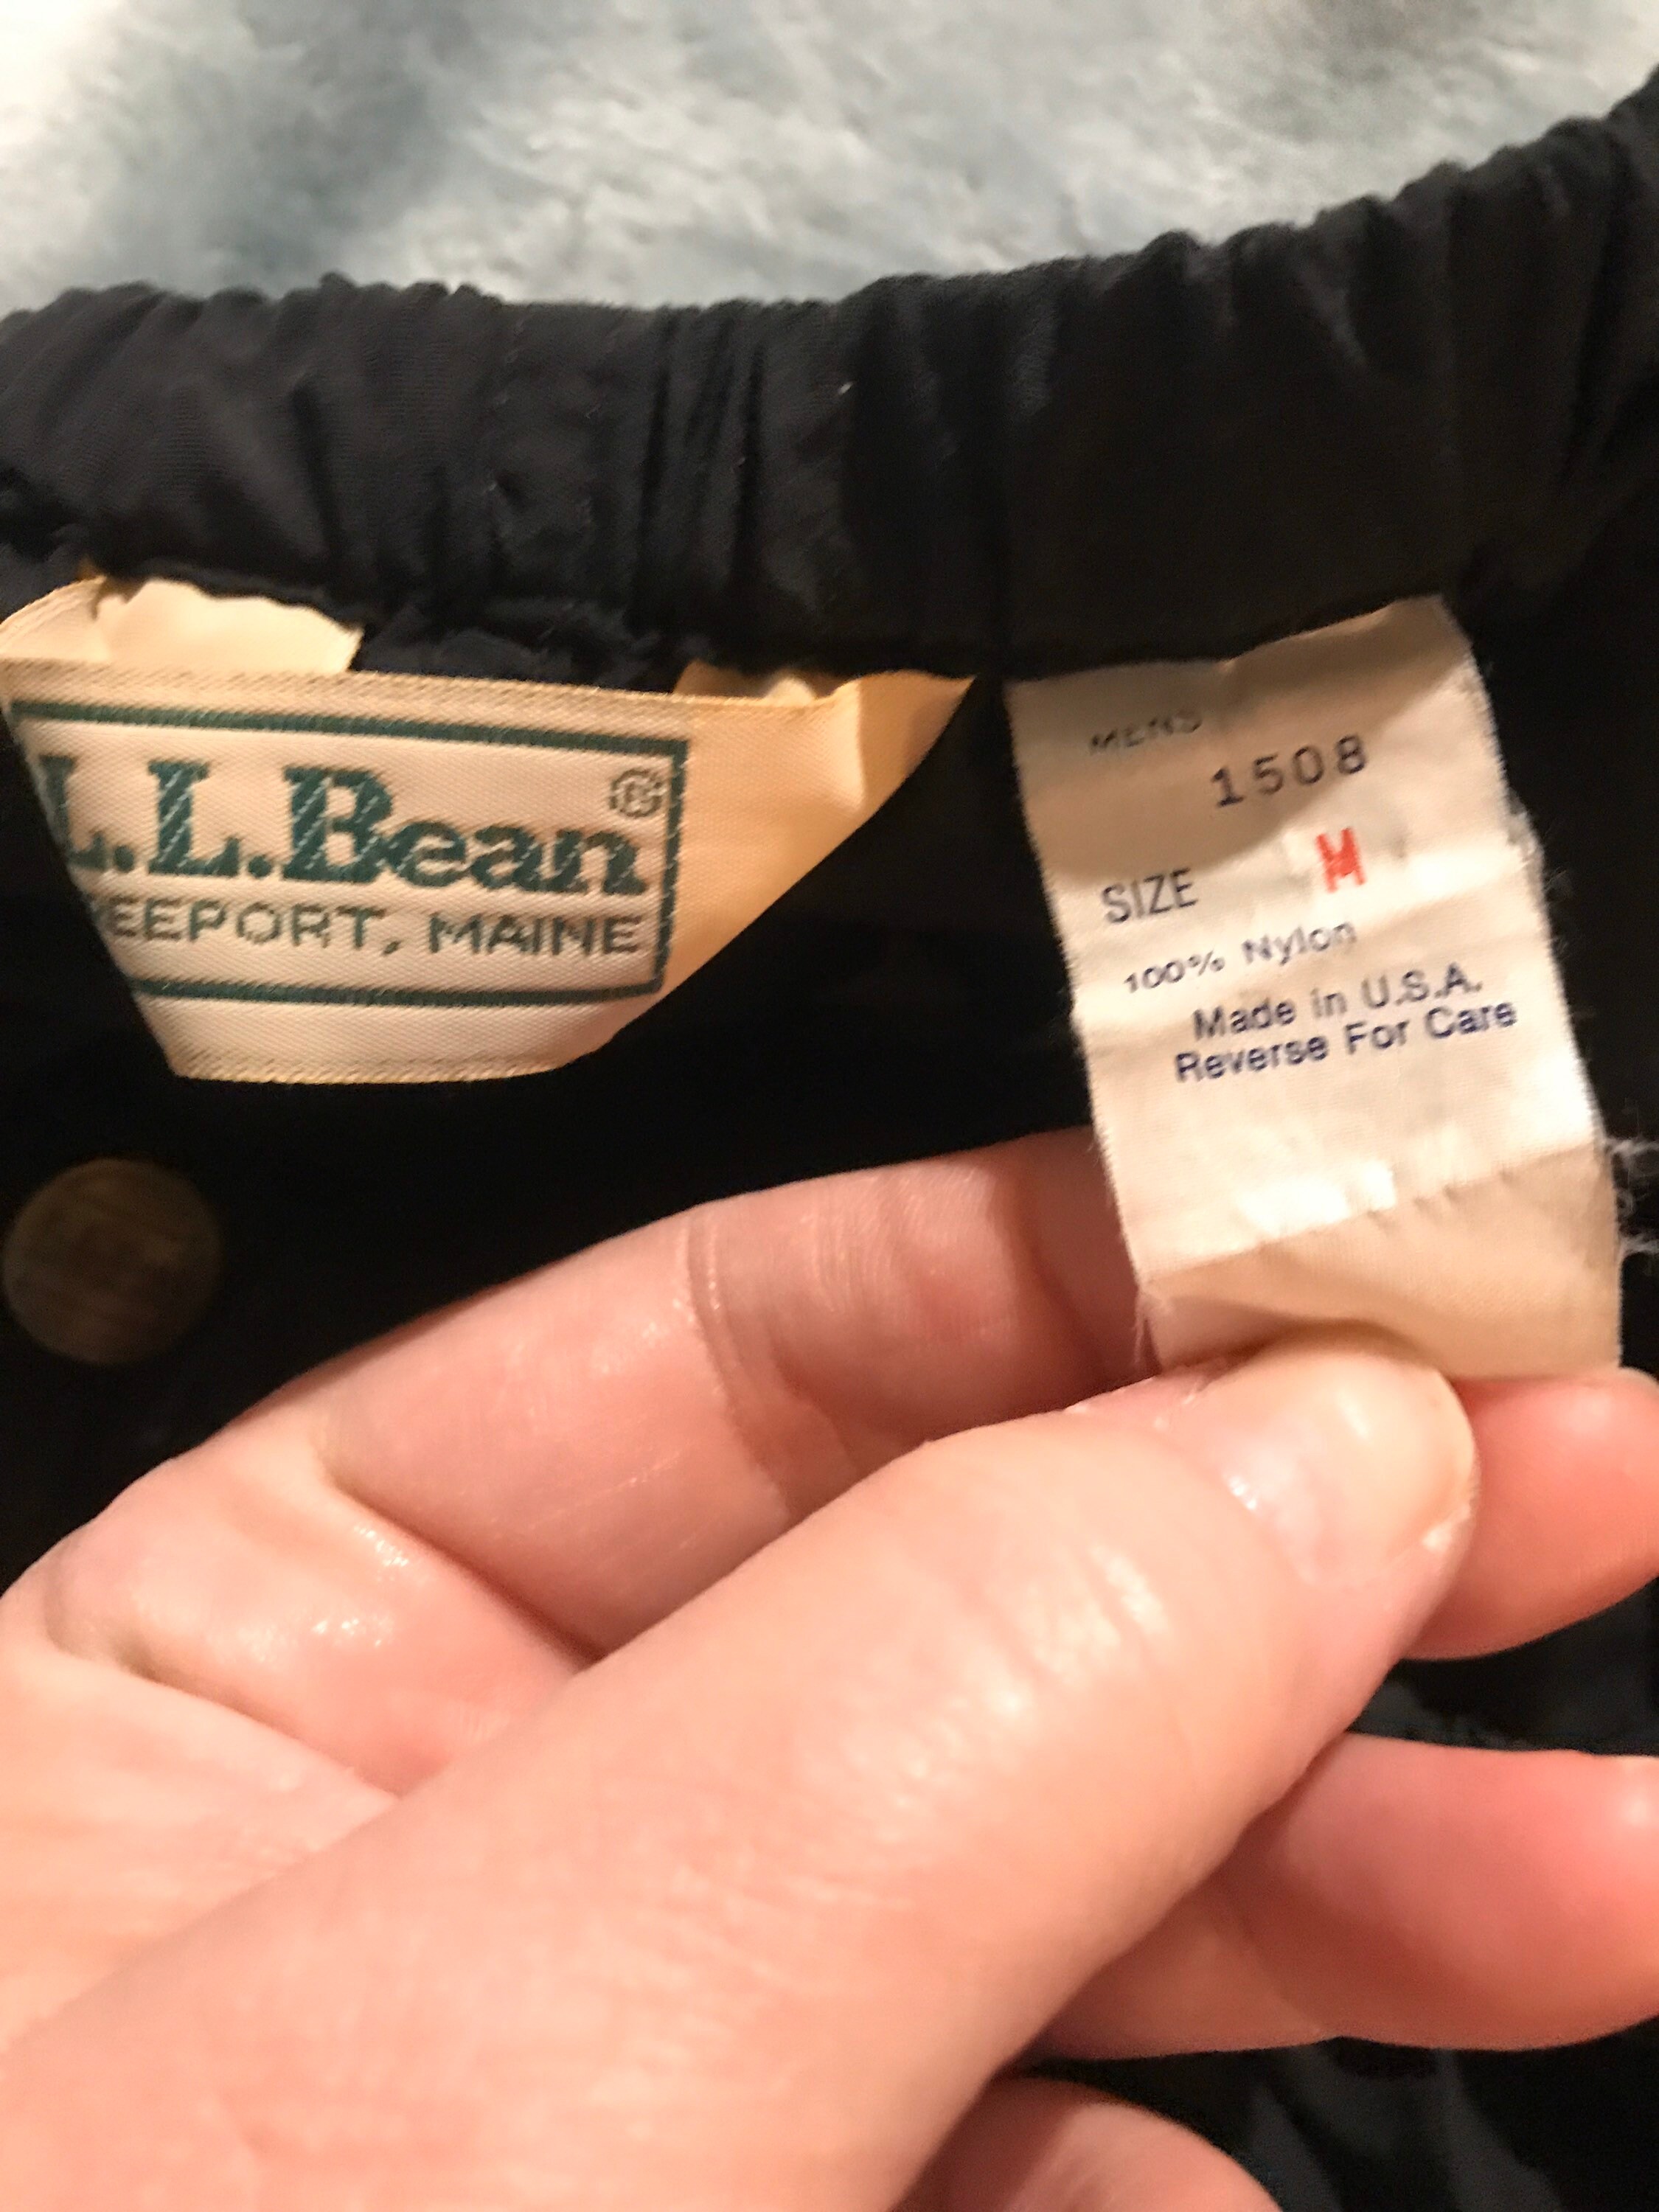 L.L.Bean®
EEPORT, MAINE
MENS
1508
SIZE M
100% Nylon
Made in U.S.A.
Reverse For Care